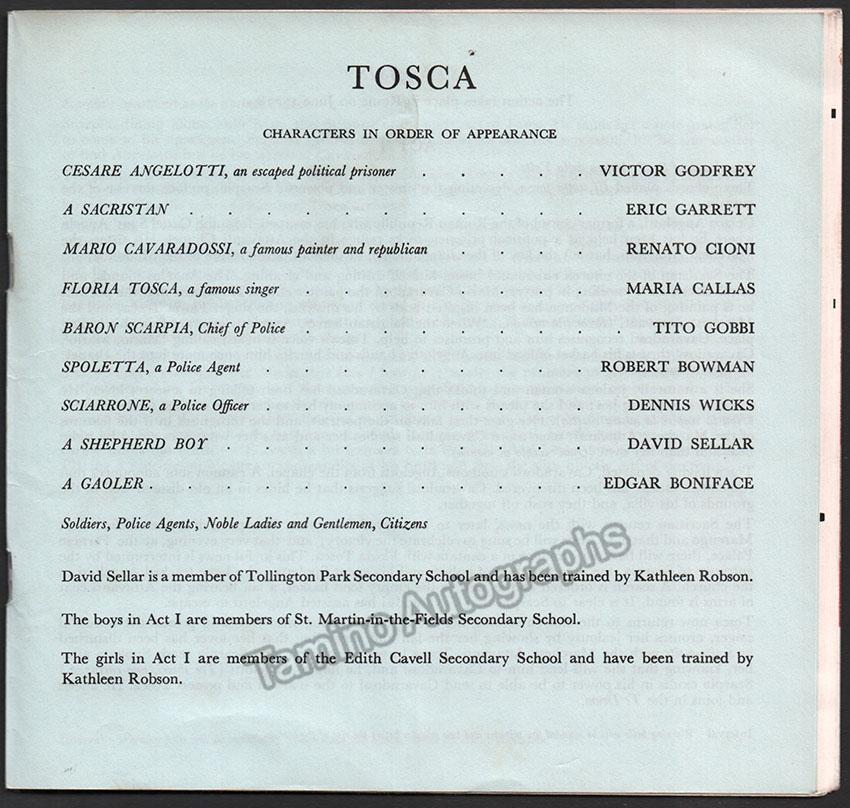 TOSCA
CHARACTERS IN ORDER OF APPEARANCE
CESARE ANGELOTTI, an escaped political prisoner . . . . . VICTOR GODFREY
A SACRISTAN . . . . . . . . . . . ERIC GARRETT
MARIO CAVARADOSSI, a famous painter and republican . . . . RENATO CIONI
FLORIA TOSCA, a famous singer . . . . . . . . MARIA CALLAS
BARON SCARPIA, Chief of Police . . . . . . . . TITO GOBBI
SPOLETTA, a Police Agent . . . . . . . . . ROBERT BOWMAN
SCIARRONE, a Police Officer . . . . . . . . . DENNIS WICKS
A SHEPHERD BOY . . . . . . . . . . DAVID SELLAR
A GAOLER . . . . . . . . . . . . EDGAR BONIFACE
Soldiers, Police Agents, Noble Ladies and Gentlemen, Citizens
David Sellar is a member of Tollington Park Secondary School and has been trained by Kathleen Robson.
The boys in Act I are members of St. Martin-in-the-Fields Secondary School.
The girls in Act I are members of the Edith Cavell Secondary School and have been trained by
Kathleen Robson.
Tamino Autographs